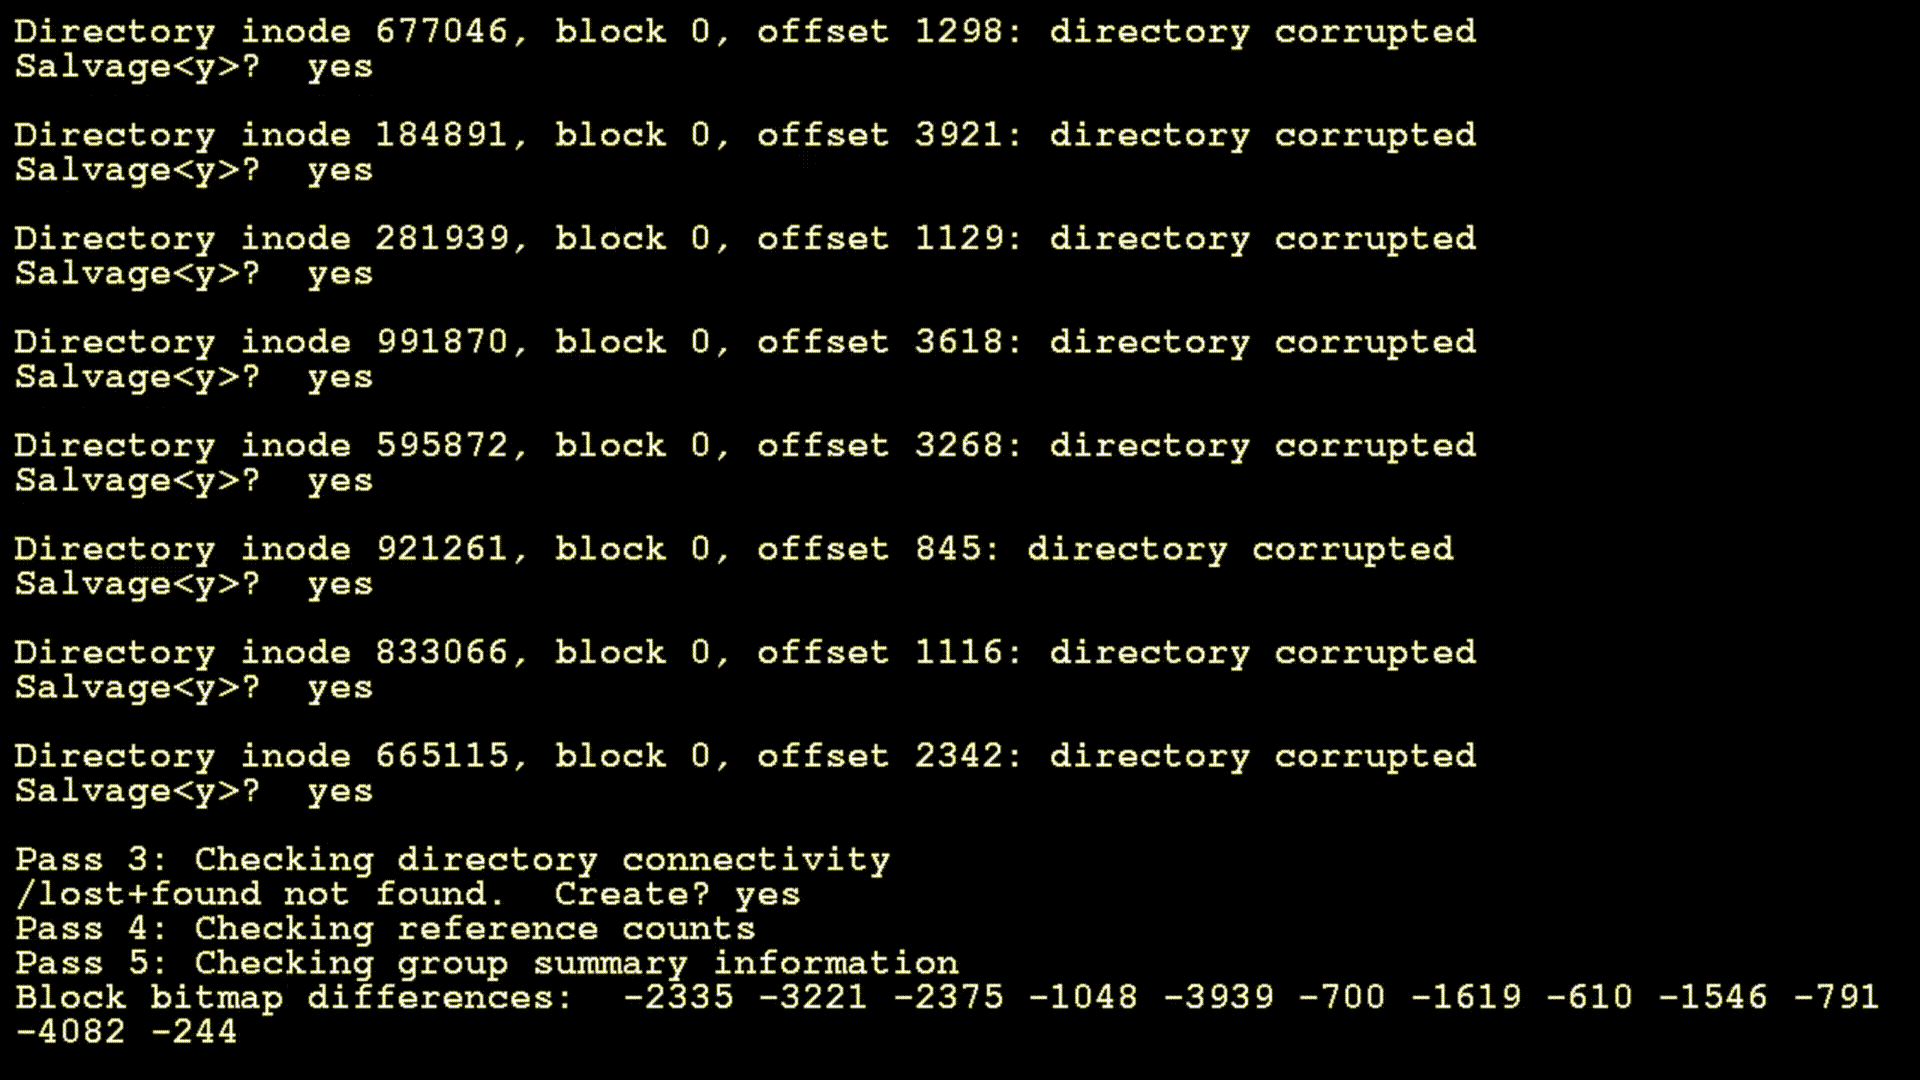 Directory inode 677046, block 0, offset 1298: directory corrupted
Salvage<y>?  yes
Directory inode 184891, block 0, offset 3921: directory corrupted
Salvage<y>?  yes
Directory inode 281939, block 0, offset 1129: directory corrupted
Salvage<y>?  yes
Directory inode 991870, block 0, offset 3618: directory corrupted
Salvage<y>?  yes
Directory inode 595872, block 0, offset 3268: directory corrupted
Salvage<y>?  yes
Directory inode 921261, block 0, offset 845: directory corrupted
Salvage<y>?  yes
Directory inode 833066, block 0, offset 1116: directory corrupted
Salvage<y>?  yes
Directory inode 665115, block 0, offset 2342: directory corrupted
Salvage<y>?  yes
Pass 3: Checking directory connectivity
/lost+found not found.  Create? yes
Pass 4: Checking reference counts
Pass 5: Checking group summary information
Block bitmap differences:  -2335 -3221 -2375 -1048 -3939 -700 -1619 -610 -1546 -791
-4082 -244